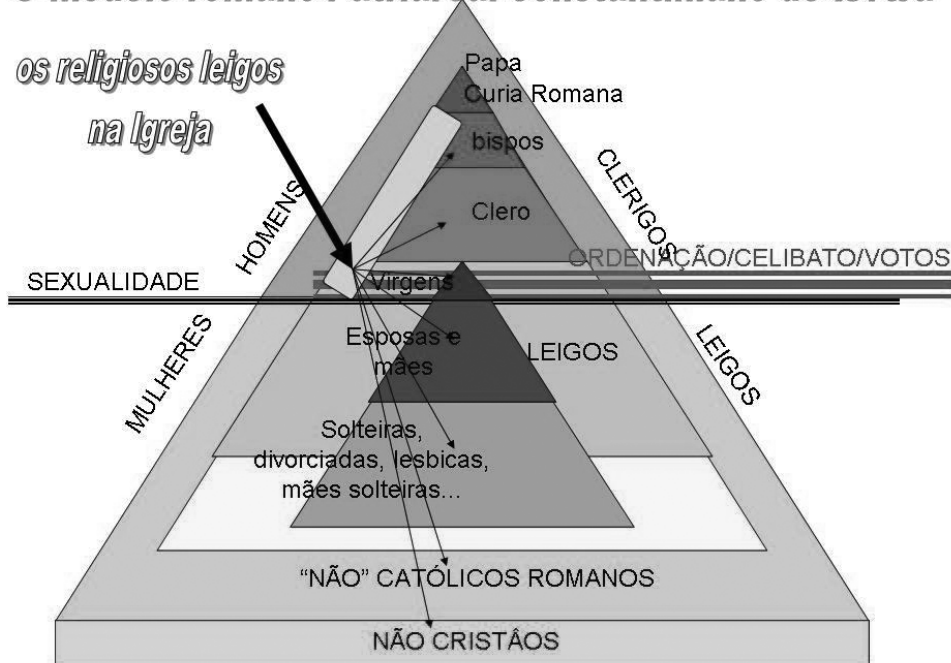 os religiosos leigos
na Igreja
Papa
Curia Romana
bispos
Clero
HOMENS
CLERIGOS
ORDENAÇÃO/CELIBATO/VOTOS
SEXUALIDADE
Virgens
MULHERES
Esposas e
mães
LEIGOS
LEIGOS
Solteiras,
divorciadas, lesbicas,
mães solteiras...
“NÃO” CATÓLICOS ROMANOS
NÃO CRISTÂOS